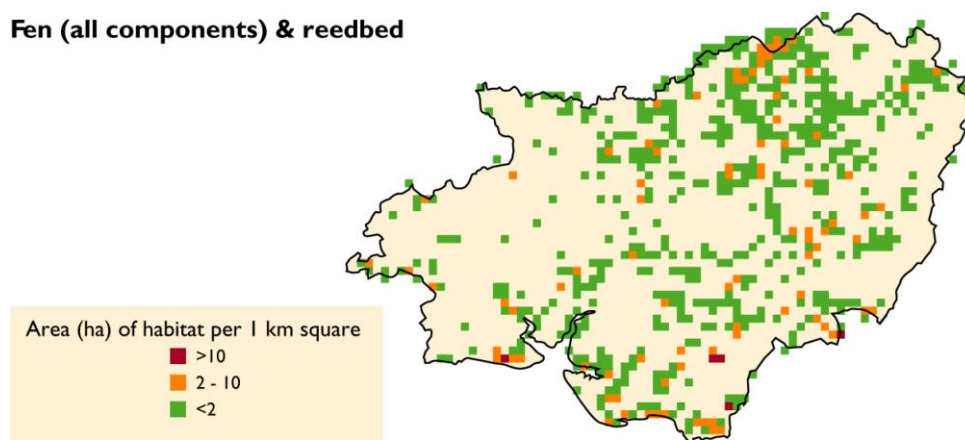 Fen (all components) & reedbed
Area (ha) of habitat per 1 km square
>10
2 - 10
<2